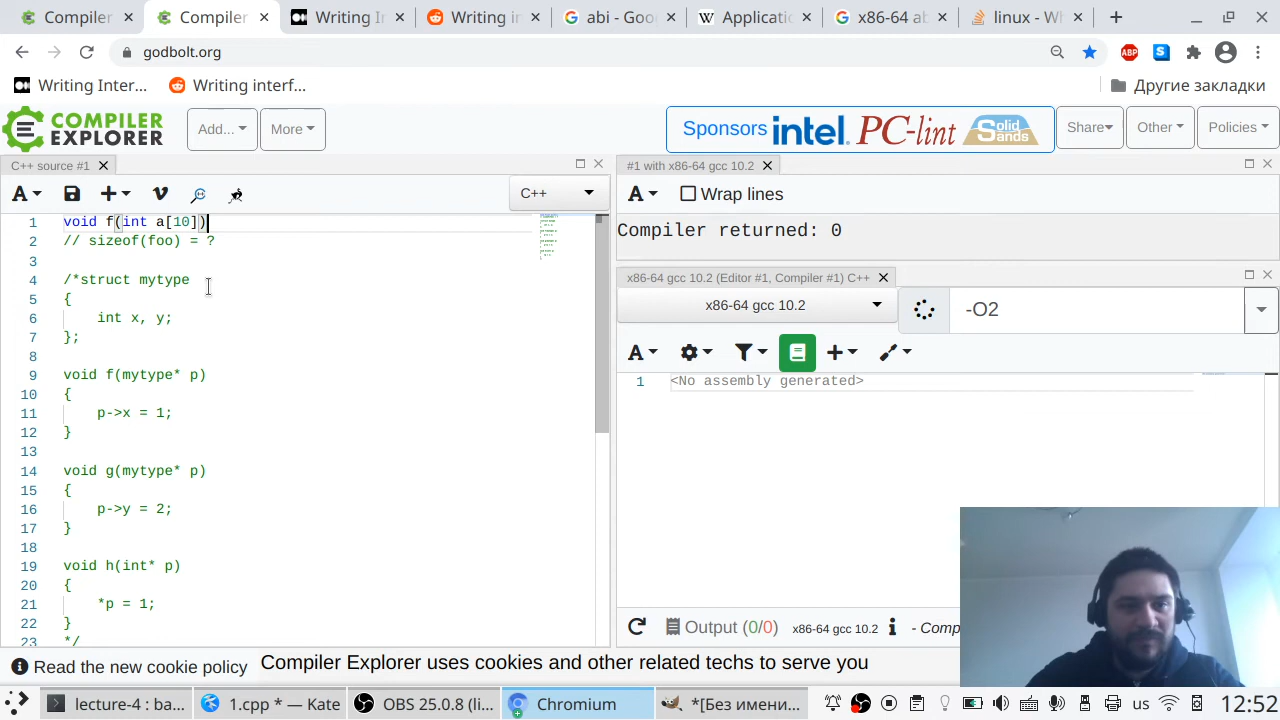 Compiler
Compiler
Writing I
Writing in
abi - Goo
Applicatio
x86-64 ab
linux - Wh
godbolt.org
ABP
S
Writing Inter...
Writing interf...
Другие закладки
COMPILER
EXPLORER
Add...
More
Sponsors intel. PC-lint Solid Sands
Share
Other
Policies
C++ source #1
A
C++
1 void f(int a[10])
2 // sizeof(foo) = ?
3
4 /*struct mytype
5 {
6 int x, y;
7 };
8
9 void f(mytype* p)
10 {
11 p->x = 1;
12 }
13
14 void g(mytype* p)
15 {
16 p->y = 2;
17 }
18
19 void h(int* p)
20 {
21 *p = 1;
22 }
23 */
#1 with x86-64 gcc 10.2
A
Wrap lines
Compiler returned: 0
x86-64 gcc 10.2 (Editor #1, Compiler #1) C++
x86-64 gcc 10.2
-O2
A
1 <No assembly generated>
Output (0/0) x86-64 gcc 10.2 - Comp
Read the new cookie policy
Compiler Explorer uses cookies and other related techs to serve you
lecture-4 : ba...
1.cpp * — Kate
OBS 25.0.8 (li...
Chromium
*[Без имени...
us
12:52